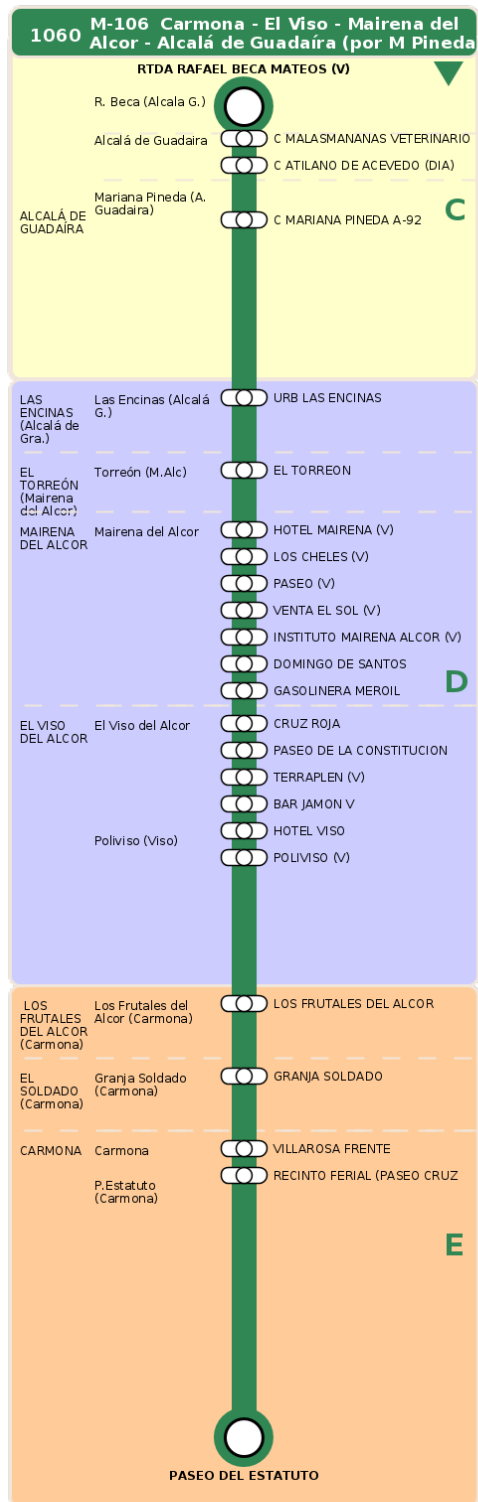 1060
M-106 Carmona - El Viso - Mairena del
Alcor - Alcalá de Guadaíra (por M Pineda
RTDA RAFAEL BECA MATEOS (V)
R. Beca (Alcala G.)
Alcalá de Guadaira
C MALASMANANAS VETERINARIO
C ATILANO DE ACEVEDO (DIA)
Mariana Pineda (A.
Guadaira)
ALCALÁ DE
GUADAÍRA
C MARIANA PINEDA A-92
C
LAS
ENCINAS
(Alcalá de
Gra.)
Las Encinas (Alcalá
G.)
URB LAS ENCINAS
EL
TORREÓN
(Mairena
del Alcor)
Torreón (M.Alc)
EL TORREON
MAIRENA
DEL ALCOR
Mairena del Alcor
HOTEL MAIRENA (V)
LOS CHELES (V)
PASEO (V)
VENTA EL SOL (V)
INSTITUTO MAIRENA ALCOR (V)
DOMINGO DE SANTOS
GASOLINERA MEROIL
D
EL VISO
DEL ALCOR
El Viso del Alcor
CRUZ ROJA
PASEO DE LA CONSTITUCION
TERRAPLEN (V)
BAR JAMON V
HOTEL VISO
Poliviso (Viso)
POLIVISO (V)
LOS
FRUTALES
DEL ALCOR
(Carmona)
Los Frutales del
Alcor (Carmona)
LOS FRUTALES DEL ALCOR
EL
SOLDADO
(Carmona)
Granja Soldado
(Carmona)
GRANJA SOLDADO
CARMONA
Carmona
VILLAROSA FRENTE
P.Estatuto
(Carmona)
RECINTO FERIAL (PASEO CRUZ
E
PASEO DEL ESTATUTO